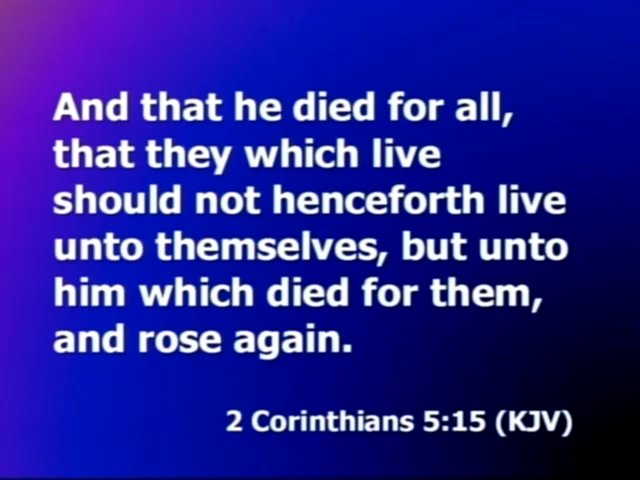 And that he died for all,
that they which live
should not henceforth live
unto themselves, but unto
him which died for them,
and rose again.
2 Corinthians 5:15 (KJV)